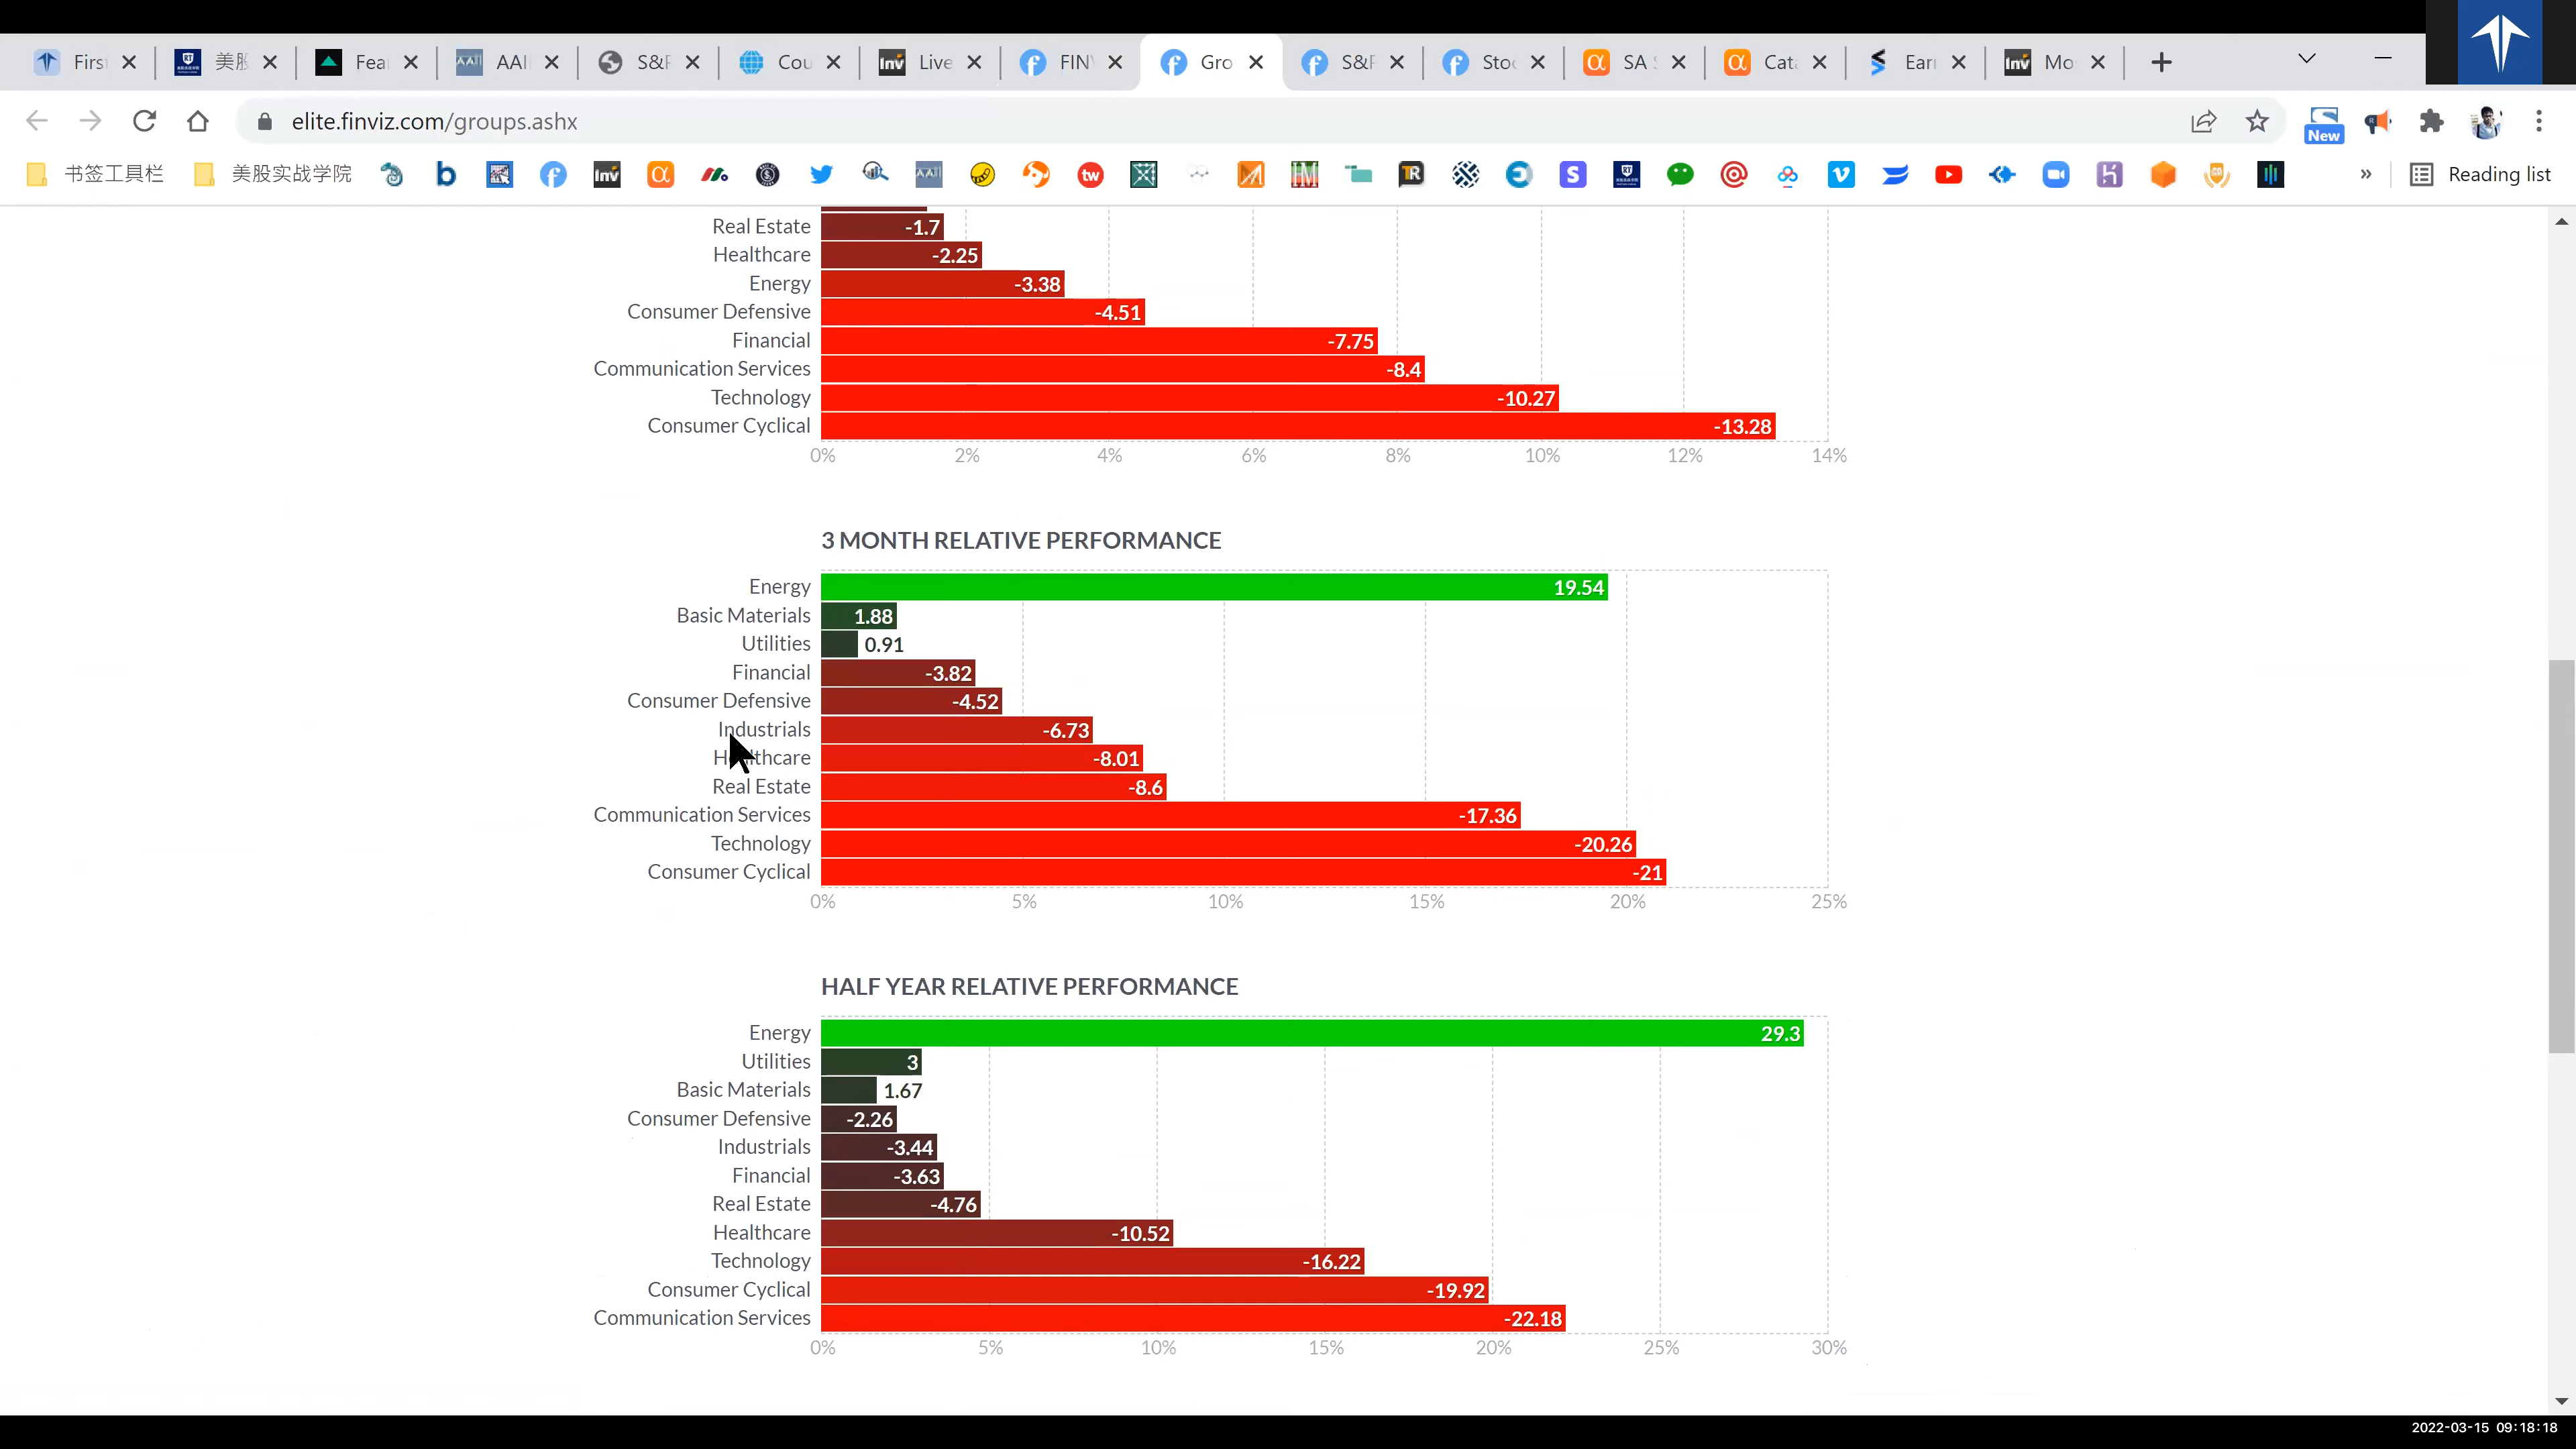 Firs
美股
Fear
AAI
S&P
Cou
Live
FIN
Gro
S&P
Stoc
SA
Cata
Earn
Mo
elite.finviz.com/groups.ashx
New
书签工具栏
美股实战学院
Reading list
Real Estate -1.7
Healthcare -2.25
Energy -3.38
Consumer Defensive -4.51
Financial -7.75
Communication Services -8.4
Technology -10.27
Consumer Cyclical -13.28
0% 2% 4% 6% 8% 10% 12% 14%
3 MONTH RELATIVE PERFORMANCE
Energy 19.54
Basic Materials 1.88
Utilities 0.91
Financial -3.82
Consumer Defensive -4.52
Industrials -6.73
Healthcare -8.01
Real Estate -8.6
Communication Services -17.36
Technology -20.26
Consumer Cyclical -21
0% 5% 10% 15% 20% 25%
HALF YEAR RELATIVE PERFORMANCE
Energy 29.3
Utilities 3
Basic Materials 1.67
Consumer Defensive -2.26
Industrials -3.44
Financial -3.63
Real Estate -4.76
Healthcare -10.52
Technology -16.22
Consumer Cyclical -19.92
Communication Services -22.18
0% 5% 10% 15% 20% 25% 30%
2022-03-15 09:18:18